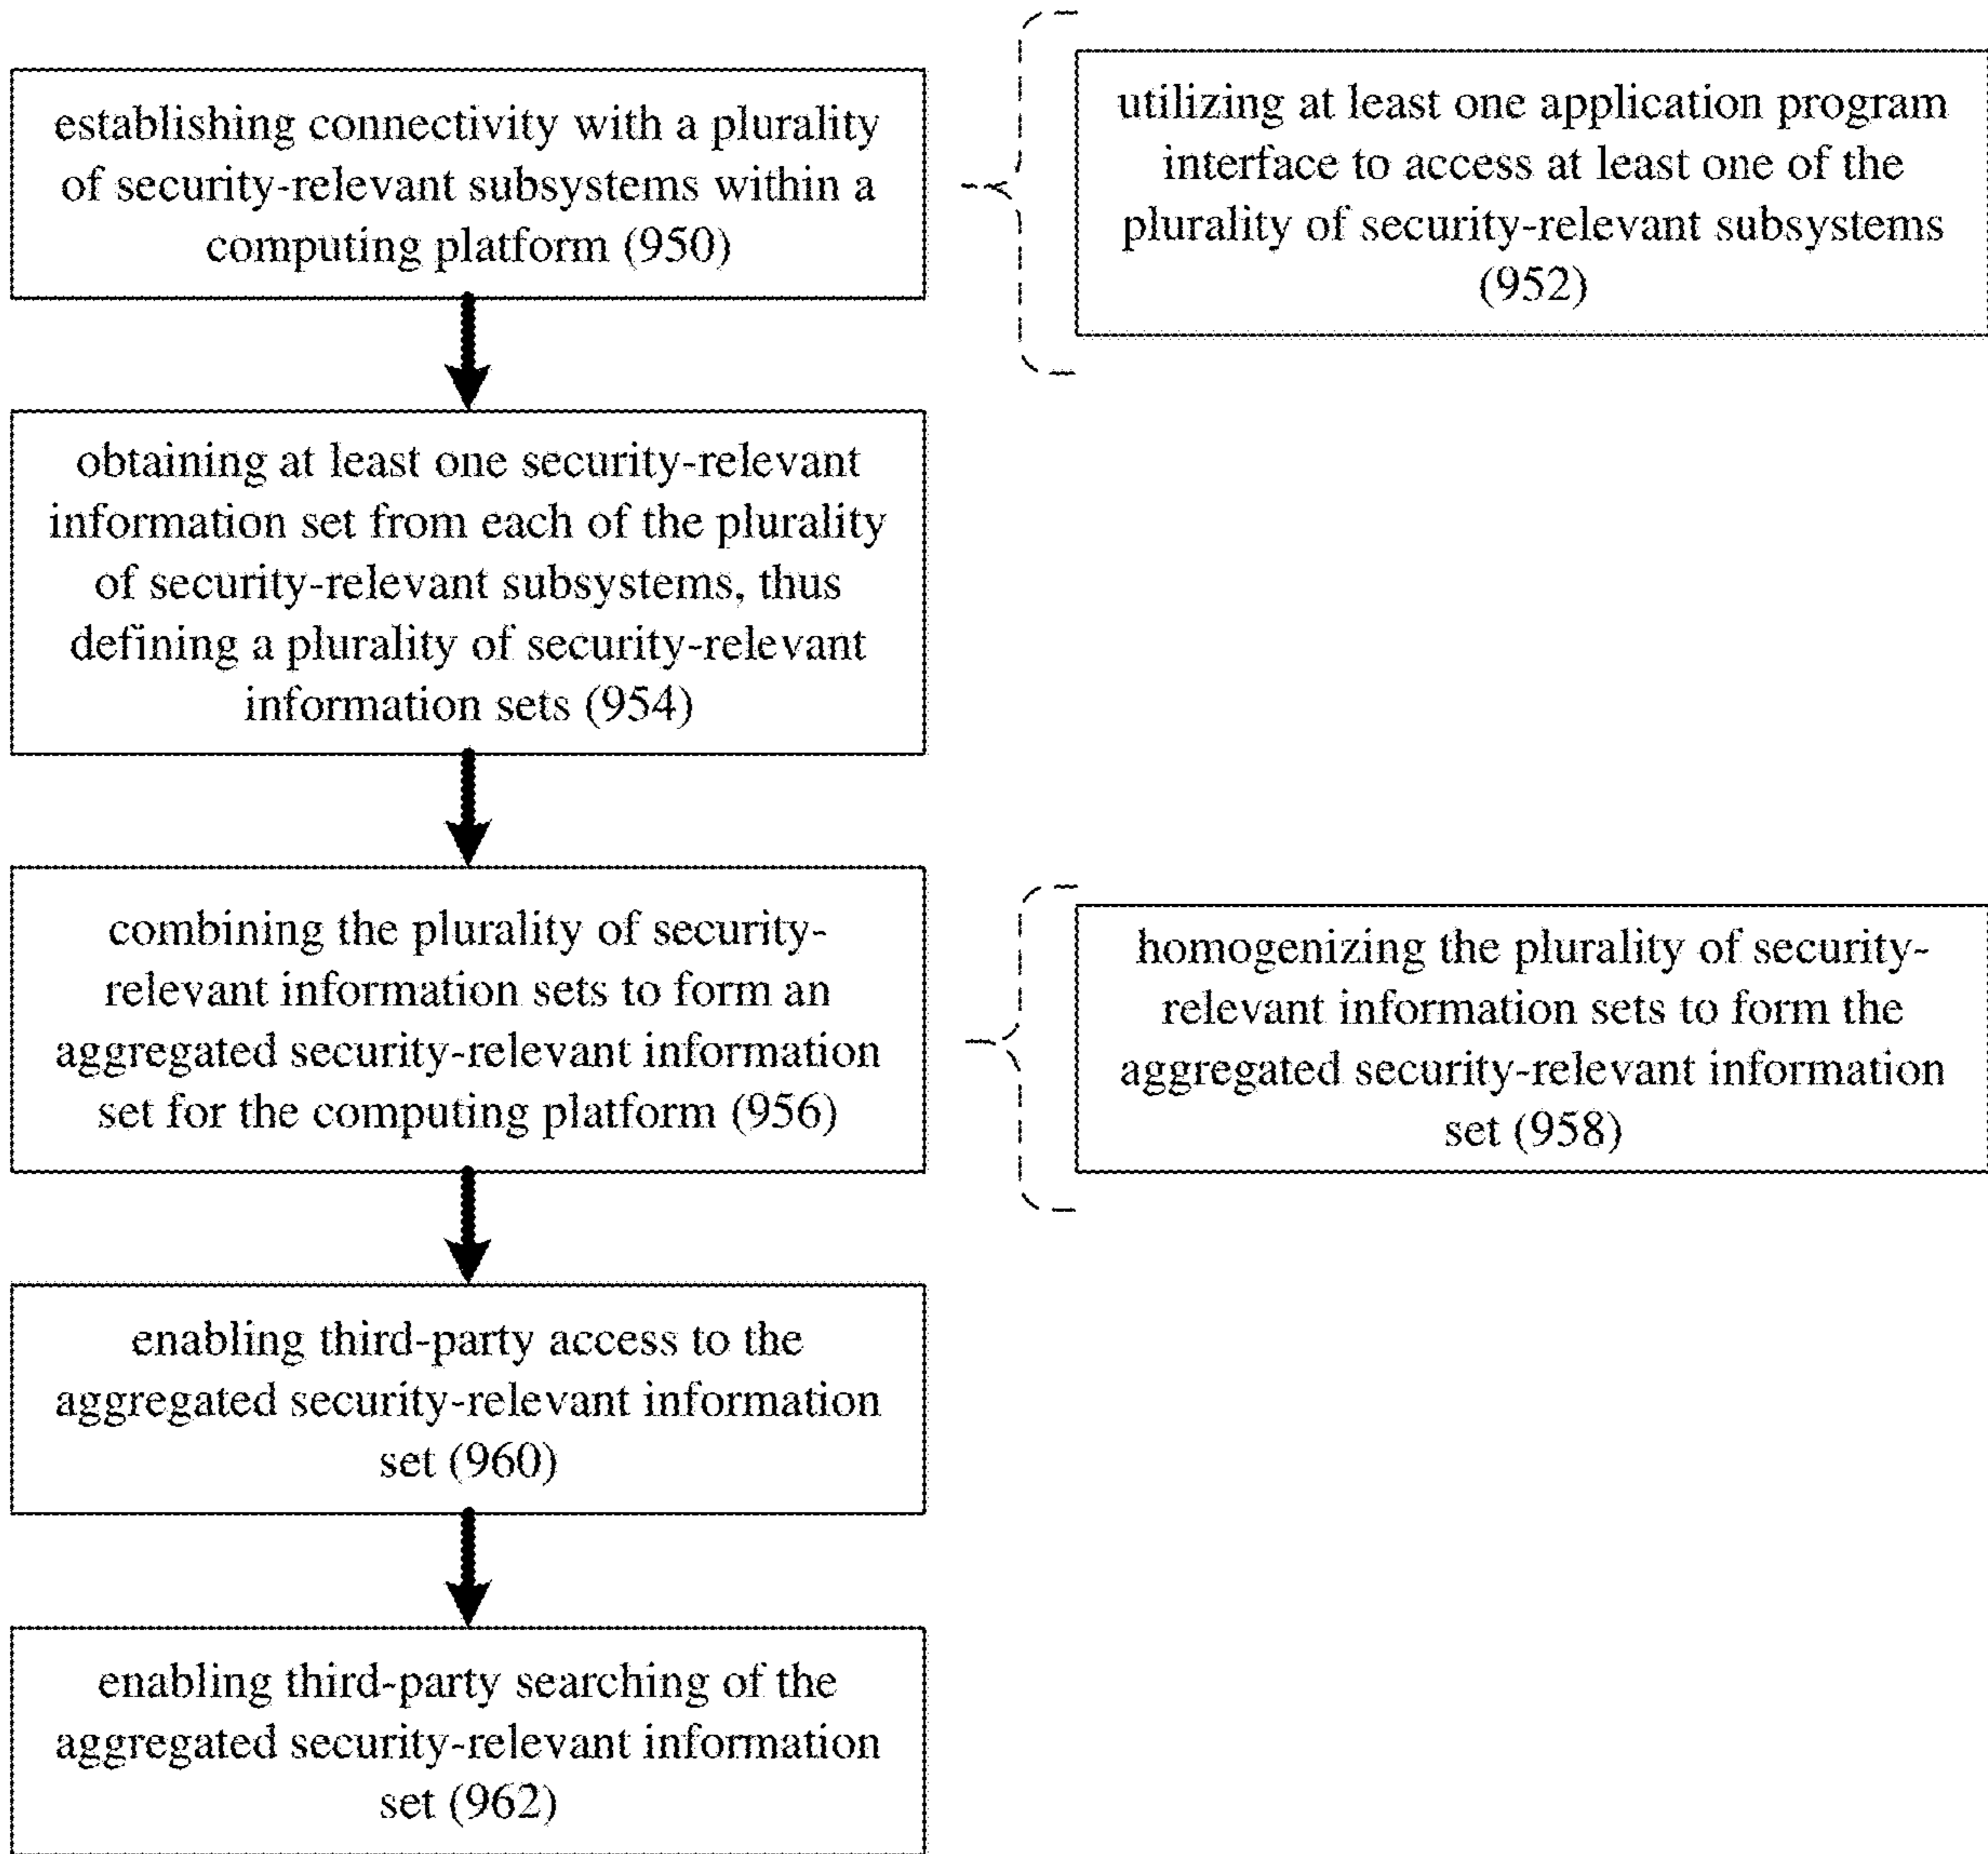 establishing connectivity with a plurality
of security-relevant subsystems within a
computing platform (950)
utilizing at least one application program
interface to access at least one of the
plurality of security-relevant subsystems
(952)
obtaining at least one security-relevant
information set from each of the plurality
of security-relevant subsystems, thus
defining a plurality of security-relevant
information sets (954)
combining the plurality of security-
relevant information sets to form an
aggregated security-relevant information
set for the computing platform (956)
homogenizing the plurality of security-
relevant information sets to form the
aggregated security-relevant information
set (958)
enabling third-party access to the
aggregated security-relevant information
set (960)
enabling third-party searching of the
aggregated security-relevant information
set (962)